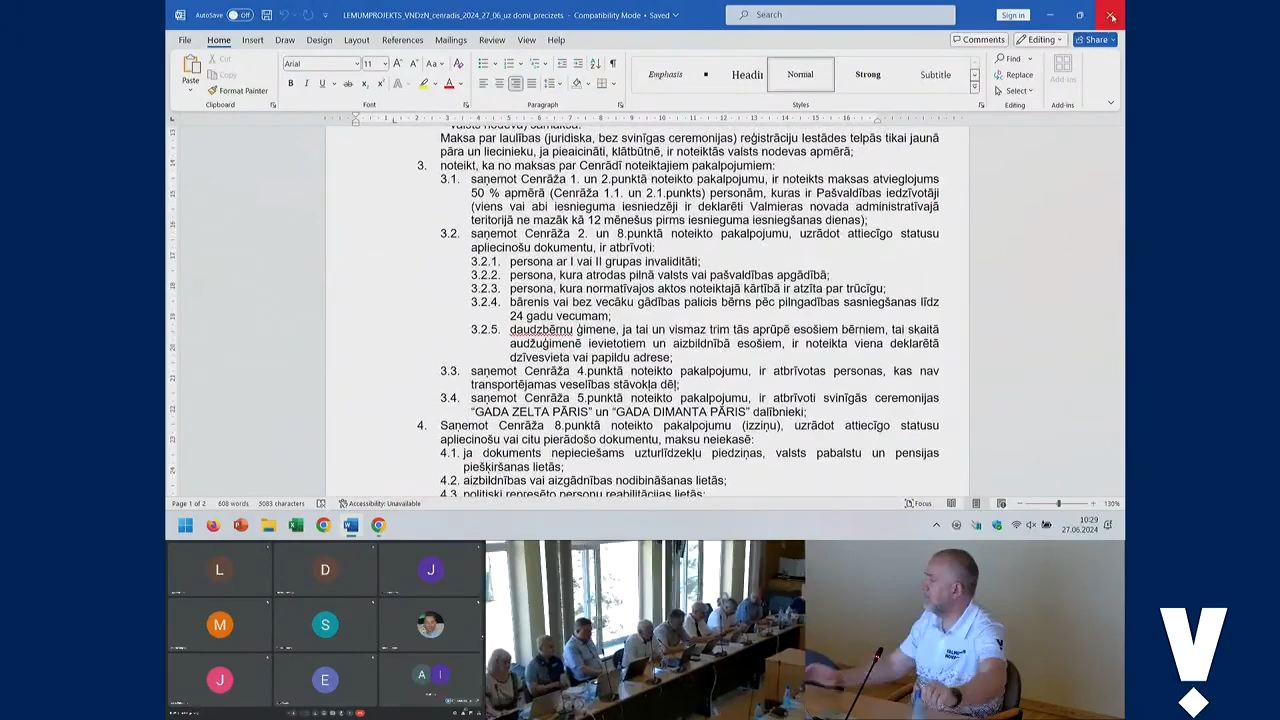 AutoSave Off LEMUMPROJEKTS_VNDzN_cenradis_2024_27_06_uz domi_precizets - Compatibility Mode • Saved Search Sign in
File Home Insert Draw Design Layout References Mailings Review View Help Comments Editing Share
Paste Cut Copy Format Painter
Arial 11
Emphasis Headin Normal Strong Subtitle
Find Replace Select Add-ins
Clipboard Font Paragraph Styles Editing Add-ins
valsts nodeva) samaksa.
Maksa par laulības (juridiska, bez svinīgas ceremonijas) reģistrāciju Iestādes telpās tikai jaunā
pāra un liecinieku, ja pieaicināti, klātbūtnē, ir noteiktās valsts nodevas apmērā;
3. noteikt, ka no maksas par Cenrādī noteiktajiem pakalpojumiem:
3.1. saņemot Cenrāža 1. un 2.punktā noteikto pakalpojumu, ir noteikts maksas atvieglojums
50 % apmērā (Cenrāža 1.1. un 2.1.punkts) personām, kuras ir Pašvaldības iedzīvotāji
(viens vai abi iesnieguma iesniedzēji ir deklarēti Valmieras novada administratīvajā
teritorijā ne mazāk kā 12 mēnešus pirms iesnieguma iesniegšanas dienas);
3.2. saņemot Cenrāža 2. un 8.punktā noteikto pakalpojumu, uzrādot attiecīgo statusu
apliecinošu dokumentu, ir atbrīvoti:
3.2.1. persona ar I vai II grupas invaliditāti;
3.2.2. persona, kura atrodas pilnā valsts vai pašvaldības apgādībā;
3.2.3. persona, kura normatīvajos aktos noteiktajā kārtībā ir atzīta par trūcīgu;
3.2.4. bārenis vai bez vecāku gādības palicis bērns pēc pilngadības sasniegšanas līdz
24 gadu vecumam;
3.2.5. daudzbērnu ģimene, ja tai un vismaz trim tās aprūpē esošiem bērniem, tai skaitā
audžuģimenē ievietotiem un aizbildnībā esošiem, ir noteikta viena deklarētā
dzīvesvieta vai papildu adrese;
3.3. saņemot Cenrāža 4.punktā noteikto pakalpojumu, ir atbrīvotas personas, kas nav
transportējamas veselības stāvokļa dēļ;
3.4. saņemot Cenrāža 5.punktā noteikto pakalpojumu, ir atbrīvoti svinīgās ceremonijas
“GADA ZELTA PĀRIS” un “GADA DIMANTA PĀRIS” dalībnieki;
4. Saņemot Cenrāža 8.punktā noteikto pakalpojumu (izziņu), uzrādot attiecīgo statusu
apliecinošu vai citu pierādošo dokumentu, maksu neiekasē:
4.1. ja dokuments nepieciešams uzturlīdzekļu piedziņas, valsts pabalstu un pensijas
piešķiršanas lietās;
4.2. aizbildnības vai aizgādnības nodibināšanas lietās;
4.3. politiski represēto personu reabilitācijas lietās;
Page 1 of 2 608 words 5083 characters Accessibility: Unavailable Focus 130%
10:29
27.06.2024
L D J
M S
J E A I